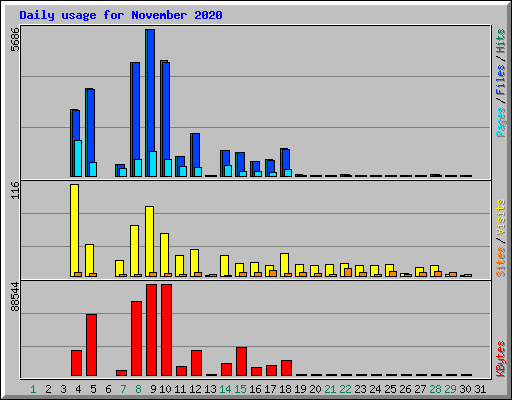 Daily usage for November 2020
5686
Pages / Files / Hits
116
Sites / Visits
88544
KBytes
1 2 3 4 5 6 7 8 9 10 11 12 13 14 15 16 17 18 19 20 21 22 23 24 25 26 27 28 29 30 31